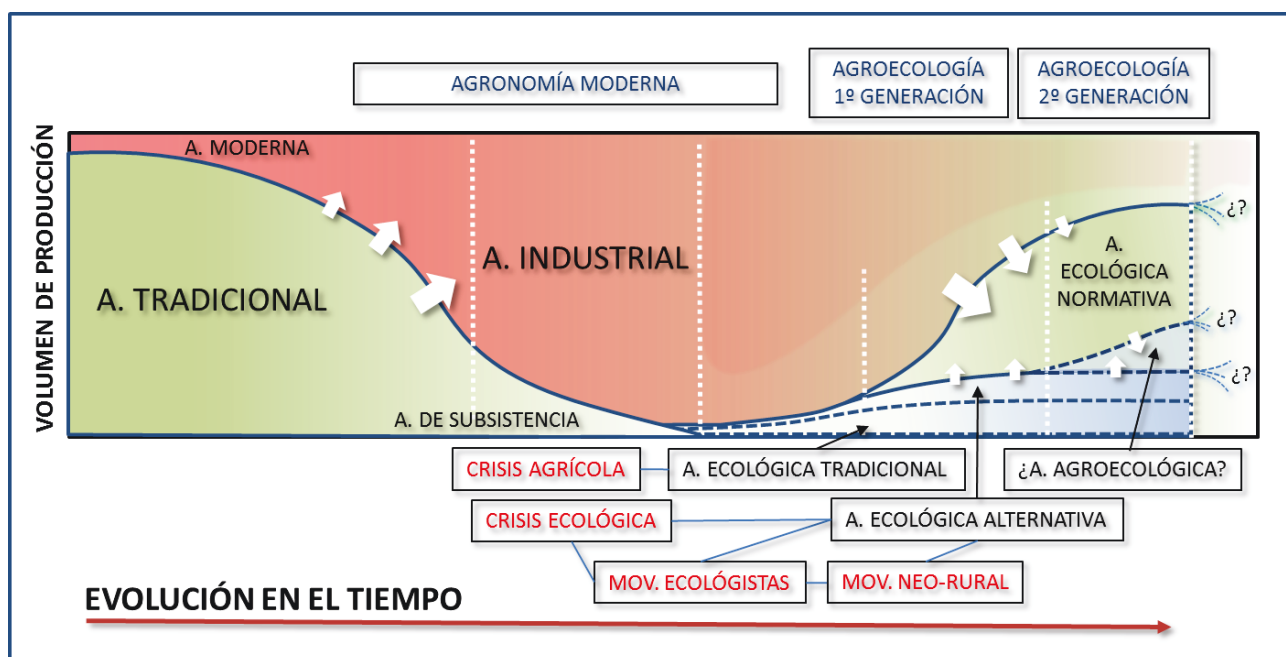 AGRONOMÍA MODERNA
AGROECOLOGÍA
1º GENERACIÓN
AGROECOLOGÍA
2º GENERACIÓN
VOLUMEN DE PRODUCCIÓN
A. MODERNA
A. TRADICIONAL
A. INDUSTRIAL
A. DE SUBSISTENCIA
A.
ECOLÓGICA
NORMATIVA
¿?
¿?
¿?
CRISIS AGRÍCOLA
A. ECOLÓGICA TRADICIONAL
¿A. AGROECOLÓGICA?
CRISIS ECOLÓGICA
A. ECOLÓGICA ALTERNATIVA
MOV. ECOLÓGISTAS
MOV. NEO-RURAL
EVOLUCIÓN EN EL TIEMPO